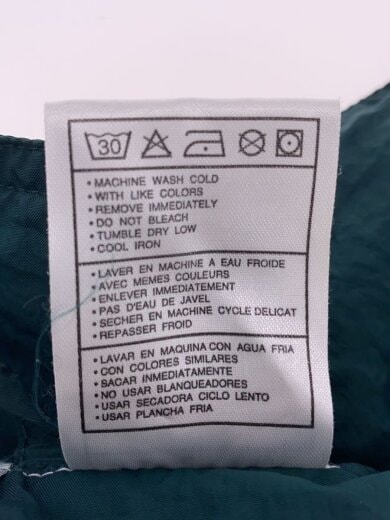 30
• MACHINE WASH COLD
• WITH LIKE COLORS
• REMOVE IMMEDIATELY
• DO NOT BLEACH
• TUMBLE DRY LOW
• COOL IRON
• LAVER EN MACHINE A EAU FROIDE
• AVEC MEMES COULEURS
• ENLEVER IMMEDIATEMENT
• PAS D'EAU DE JAVEL
• SECHER EN MACHINE CYCLE DELICAT
• REPASSER FROID
• LAVAR EN MAQUINA CON AGUA FRIA
• CON COLORES SIMILARES
• SACAR INMEDIATAMENTE
• NO USAR BLANQUEADORES
• USAR SECADORA CICLO LENTO
• USAR PLANCHA FRIA